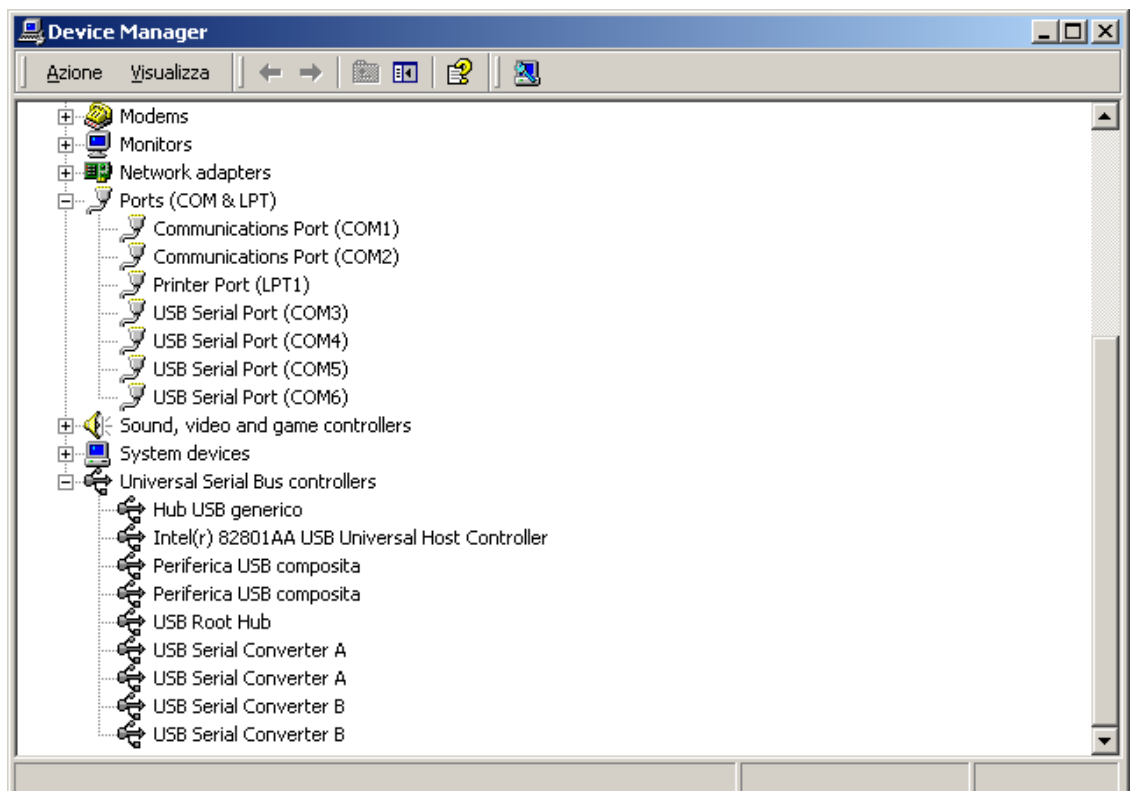 Device Manager
Azione Visualizza
Modems
Monitors
Network adapters
Ports (COM & LPT)
Communications Port (COM1)
Communications Port (COM2)
Printer Port (LPT1)
USB Serial Port (COM3)
USB Serial Port (COM4)
USB Serial Port (COM5)
USB Serial Port (COM6)
Sound, video and game controllers
System devices
Universal Serial Bus controllers
Hub USB generico
Intel(r) 82801AA USB Universal Host Controller
Periferica USB composita
Periferica USB composita
USB Root Hub
USB Serial Converter A
USB Serial Converter A
USB Serial Converter B
USB Serial Converter B